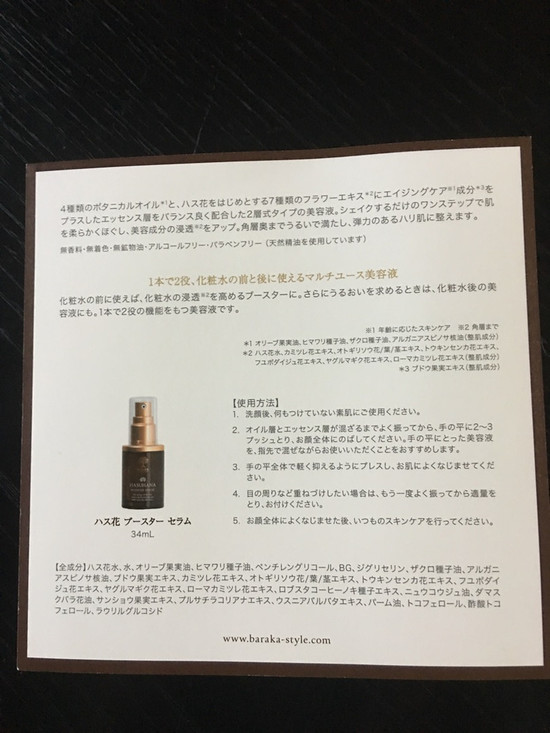 4種類のボタニカルオイル*1と、ハス花をはじめとする7種類のフラワーエキス*2にエイジングケア※1成分*3を
プラスしたエッセンス層をバランス良く配合した2層式タイプの美容液。シェイクするだけのワンステップで肌
を柔らかくほぐし、美容成分の浸透※2をアップ。角層奥までうるいで満たし、弾力のあるハリ肌に整えます。
無香料・無着色・無鉱物油・アルコールフリー・パラベンフリー（天然精油を使用しています）
1本で2役、化粧水の前と後に使えるマルチユース美容液
化粧水の前に使えば、化粧水の浸透※2を高めるブースターに。さらにうるおいを求めるときは、化粧水後の美
容液にも。1本で2役の機能をもつ美容液です。
※1 年齢に応じたスキンケア ※2 角層まで
*1 オリーブ果実油、ヒマワリ種子油、ザクロ種子油、アルガニアスピノサ核油（整肌成分）
*2 ハス花水、カミツレ花エキス、オトギリソウ花/葉/茎エキス、トウキンセンカ花エキス、
フユボダイジュ花エキス、ヤグルマギク花エキス、ローマカミツレ花エキス（整肌成分）
*3 ブドウ果実エキス（整肌成分）
【使用方法】
1. 洗顔後、何もつけていない素肌にご使用ください。
2. オイル層とエッセンス層が混ざるまでよく振ってから、手の平に2〜3
プッシュとり、お顔全体にのばしてください。手の平にとった美容液
を、指先で混ぜながらお使いいただくことをおすすめします。
3. 手の平全体で軽く抑えるようにプレスし、お肌によくなじませてくださ
い。
4. 目の周りなど重ねづけしたい場合は、もう一度よく振ってから適量を
とり、お付けください。
5. お顔全体によくなじませた後、いつものスキンケアを行ってください。
HASUHANA
ハス花 ブースター セラム
34mL
【全成分】ハス花水、水、オリーブ果実油、ヒマワリ種子油、ペンチレングリコール、BG、ジグリセリン、ザクロ種子油、アルガニ
アスピノサ核油、ブドウ果実エキス、カミツレ花エキス、オトギリソウ花/葉/茎エキス、トウキンセンカ花エキス、フユボダイ
ジュ花エキス、ヤグルマギク花エキス、ローマカミツレ花エキス、ロブスタコーヒーノキ種子エキス、ニュウコウジュ油、ダマス
クバラ花油、サンショウ果実エキス、プルサチラコリアナエキス、ウスニアバルバタエキス、パーム油、トコフェロール、酢酸トコ
フェロール、ラウリルグルコシド
www.baraka-style.com